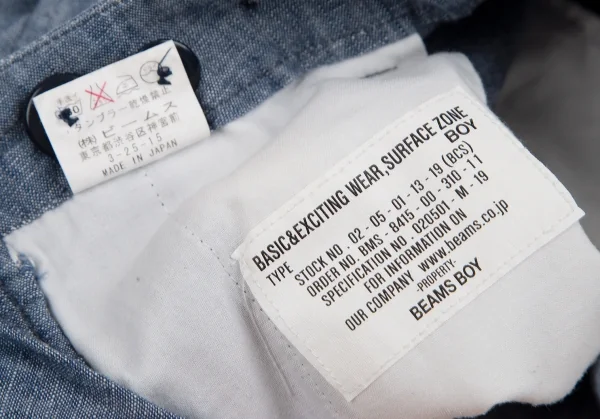 タンブラー乾燥禁止
(株) ビームス
東京都渋谷区神宮前
3-25-15
MADE IN JAPAN
BASIC&EXCITING WEAR,SURFACE ZONE
TYPE BOY
STOCK NO . 02 - 05 - 01 - 13 - 19 (BCS)
ORDER NO. BMS - 8415 - 00 - 310 - 11
SPECIFICATION NO . 020501 - M - 19
FOR INFORMATION ON
OUR COMPANY www.beams.co.jp
-PROPERTY-
BEAMS BOY